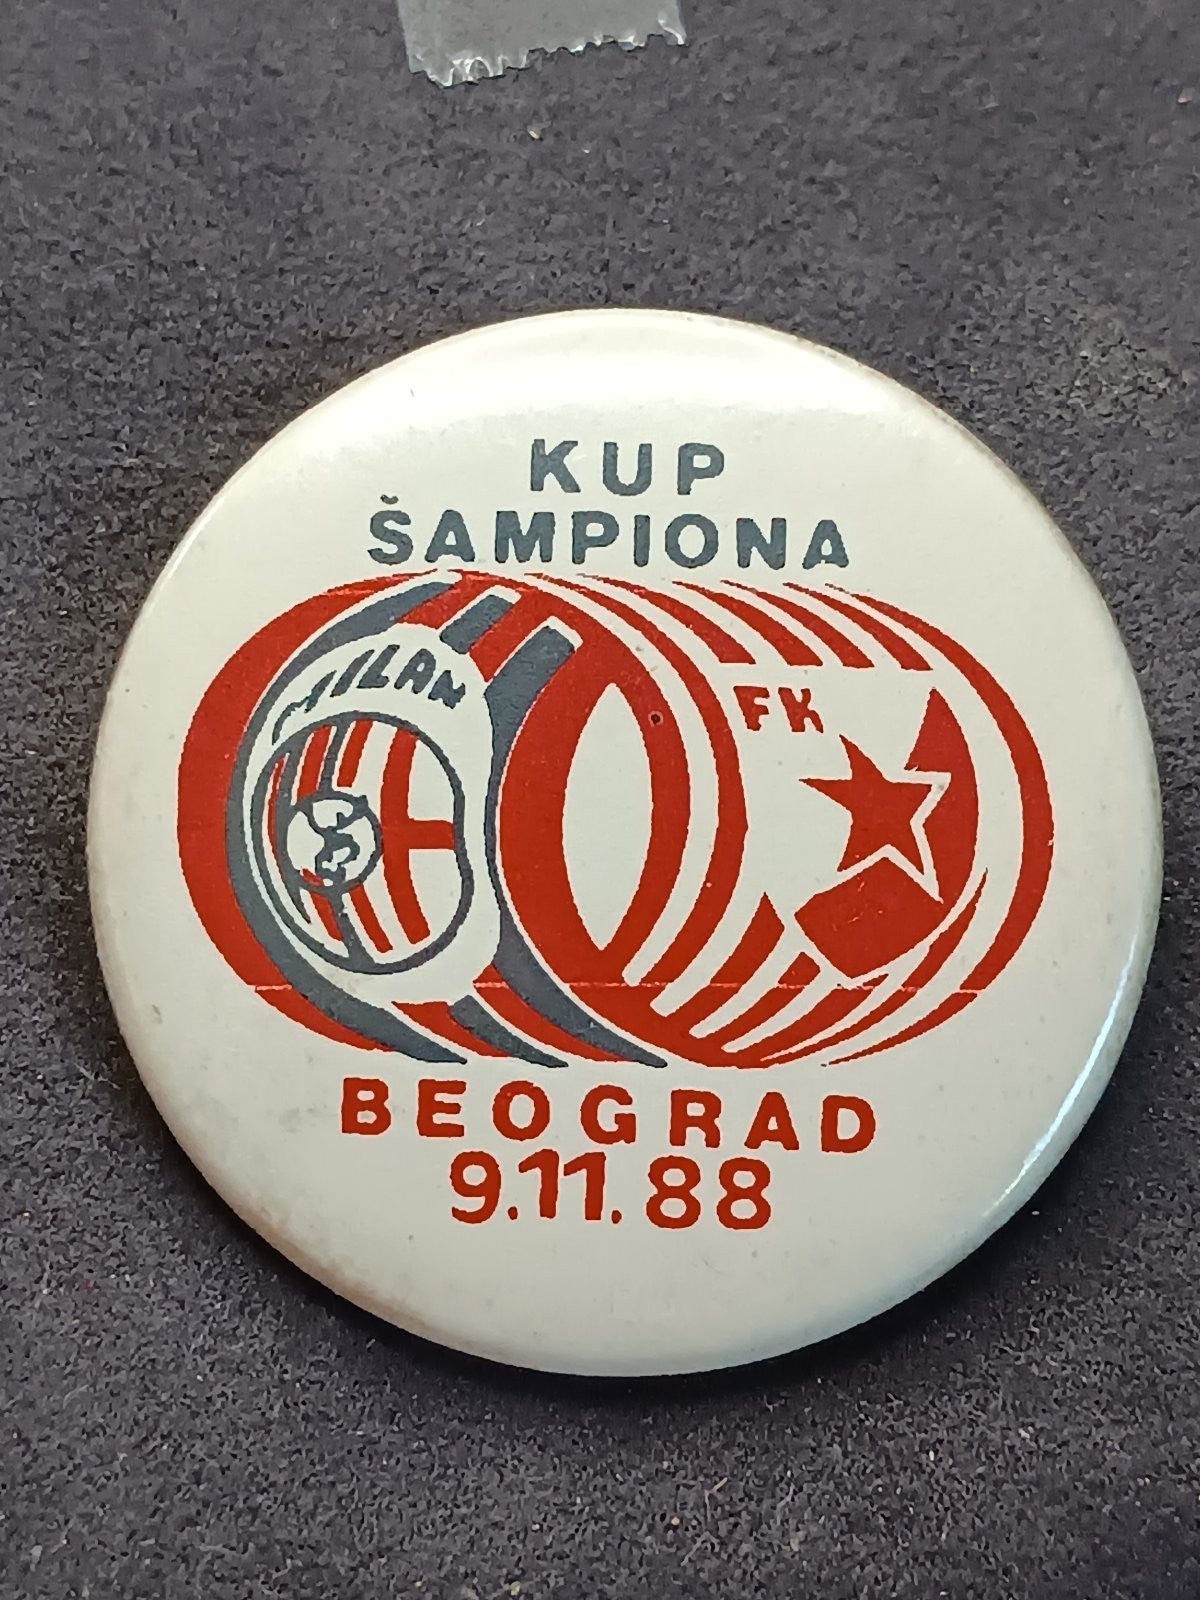 KUP
ŠAMPIONA
MILAN
FK
BEOGRAD
9.11.88